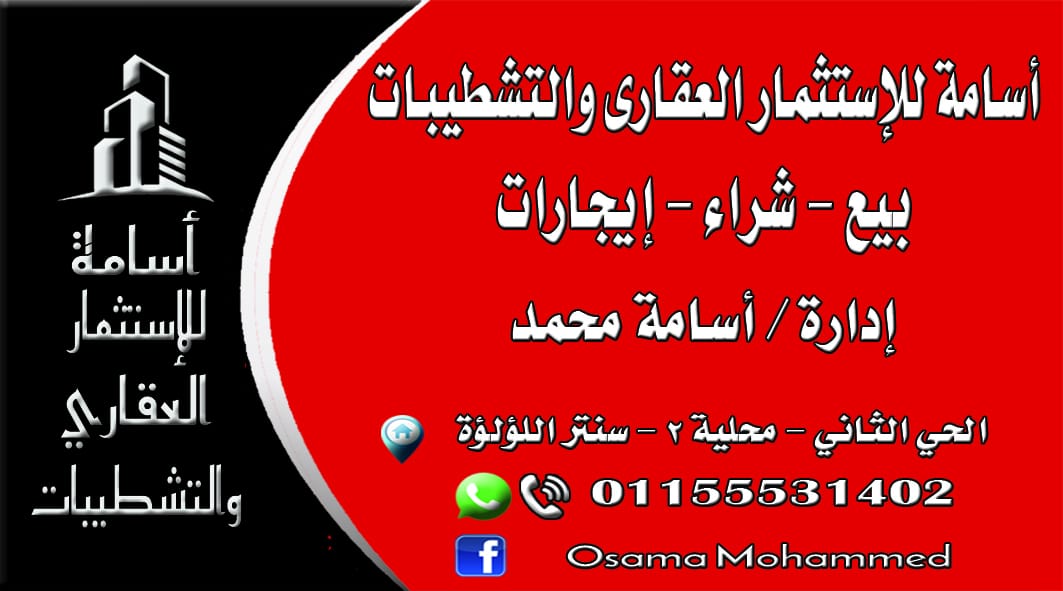 أسامة للإستثمار العقارى والتشطيبات
بيع - شراء - إيجارات
إدارة / أسامة محمد
الحي الثاني - محلية ٢ - سنتر اللؤلؤة
01155531402
Osama Mohammed
أسامة
للإستثمار
العقاري
والتشطيبات